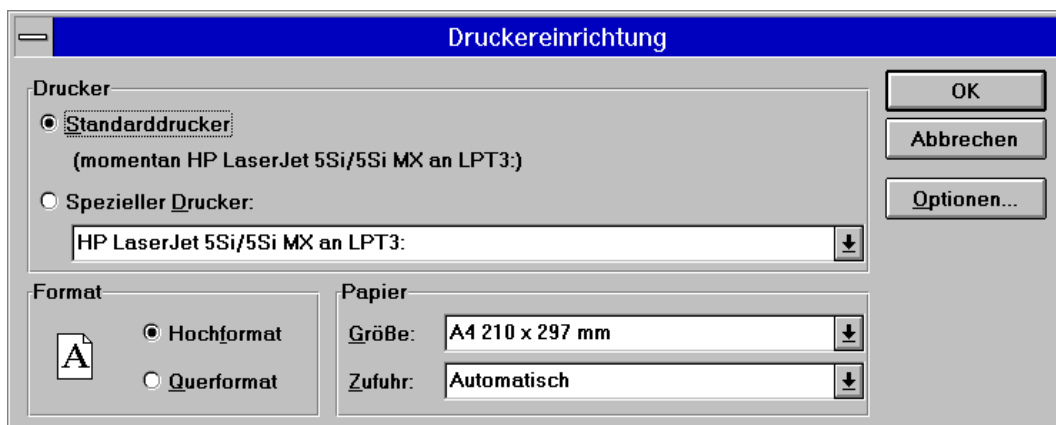 Druckereinrichtung
Drucker
Standarddrucker
(momentan HP LaserJet 5Si/5Si MX an LPT3:)
Spezieller Drucker:
HP LaserJet 5Si/5Si MX an LPT3:
OK
Abbrechen
Optionen...
Format
A
Hochformat
Querformat
Papier
Größe: A4 210 x 297 mm
Zufuhr: Automatisch